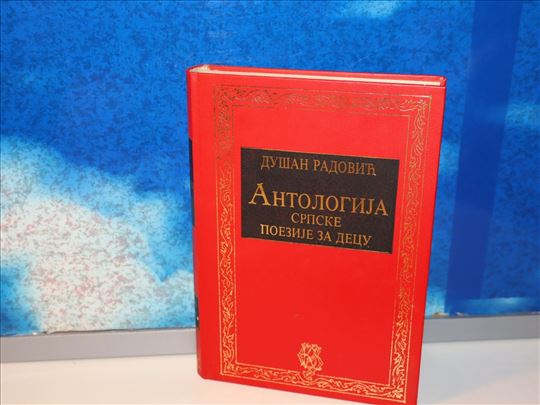 ДУШАН РАДОВИЋ
АНТОЛОГИЈА
СРПСКЕ
ПОЕЗИЈЕ ЗА ДЕЦУ